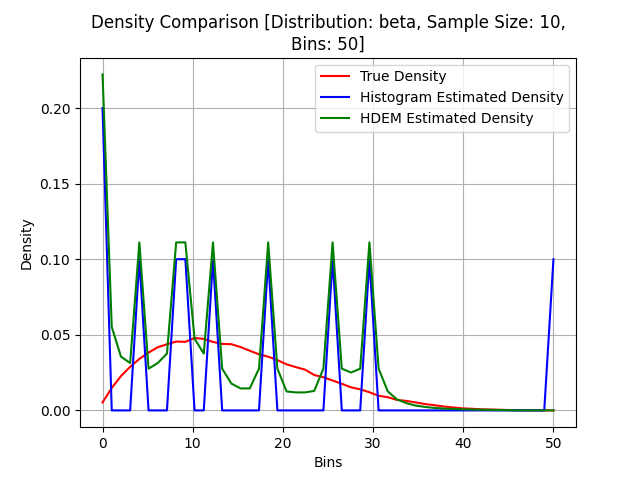 Density Comparison [Distribution: beta, Sample Size: 10,
Bins: 50]
True Density
Histogram Estimated Density
HDEM Estimated Density
Density
0.20
0.15
0.10
0.05
0.00
0
10
20
30
40
50
Bins